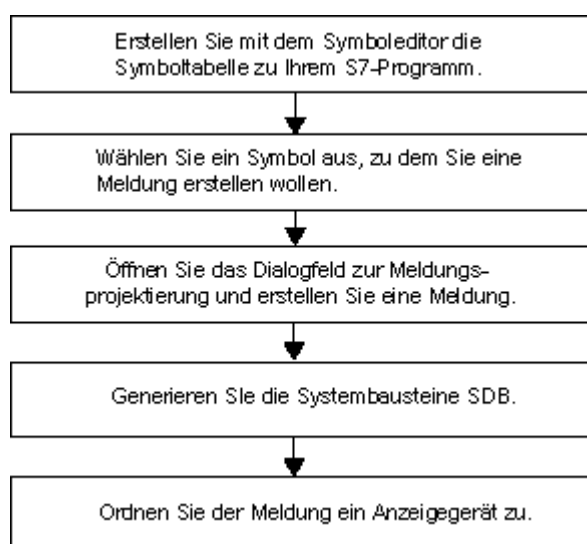 Erstellen Sie mit dem Symboleditor die
Symboltabelle zu Ihrem S7-Programm.
Wählen Sie ein Symbol aus, zu dem Sie eine
Meldung erstellen wollen.
Öffnen Sie das Dialogfeld zur Meldungs-
projektierung und erstellen Sie eine Meldung.
Generieren SIe die Systembausteine SDB.
Ordnen Sie der Meldung ein Anzeigegerät zu.